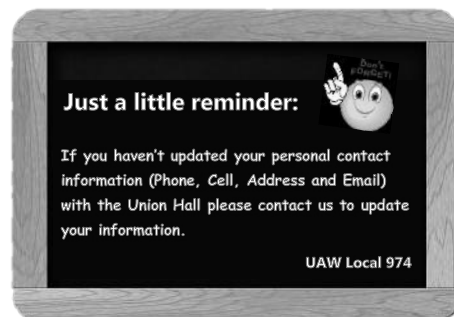 Don't
FORGET!
Just a little reminder:
If you haven't updated your personal contact
information (Phone, Cell, Address and Email)
with the Union Hall please contact us to update
your information.
UAW Local 974